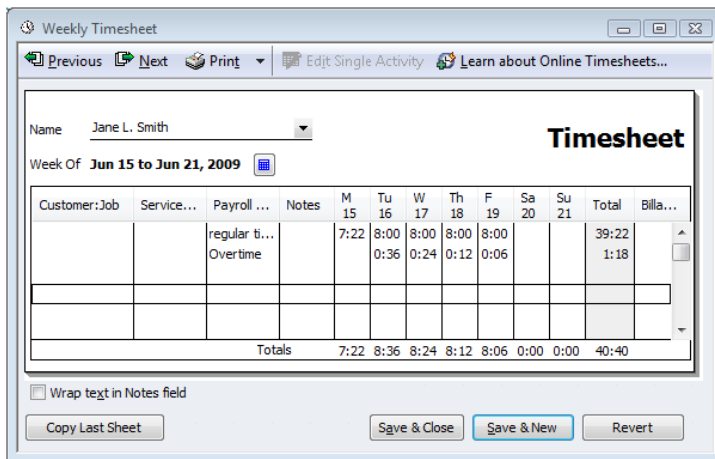 Weekly Timesheet
Previous Next Print Edit Single Activity Learn about Online Timesheets...
Name Jane L. Smith
Timesheet
Week Of Jun 15 to Jun 21, 2009
Customer:Job Service... Payroll ... Notes M 15 Tu 16 W 17 Th 18 F 19 Sa 20 Su 21 Total Billa...
regular ti... 7:22 8:00 8:00 8:00 8:00 39:22
Overtime 0:36 0:24 0:12 0:06 1:18
Totals 7:22 8:36 8:24 8:12 8:06 0:00 0:00 40:40
Wrap text in Notes field
Copy Last Sheet Save & Close Save & New Revert